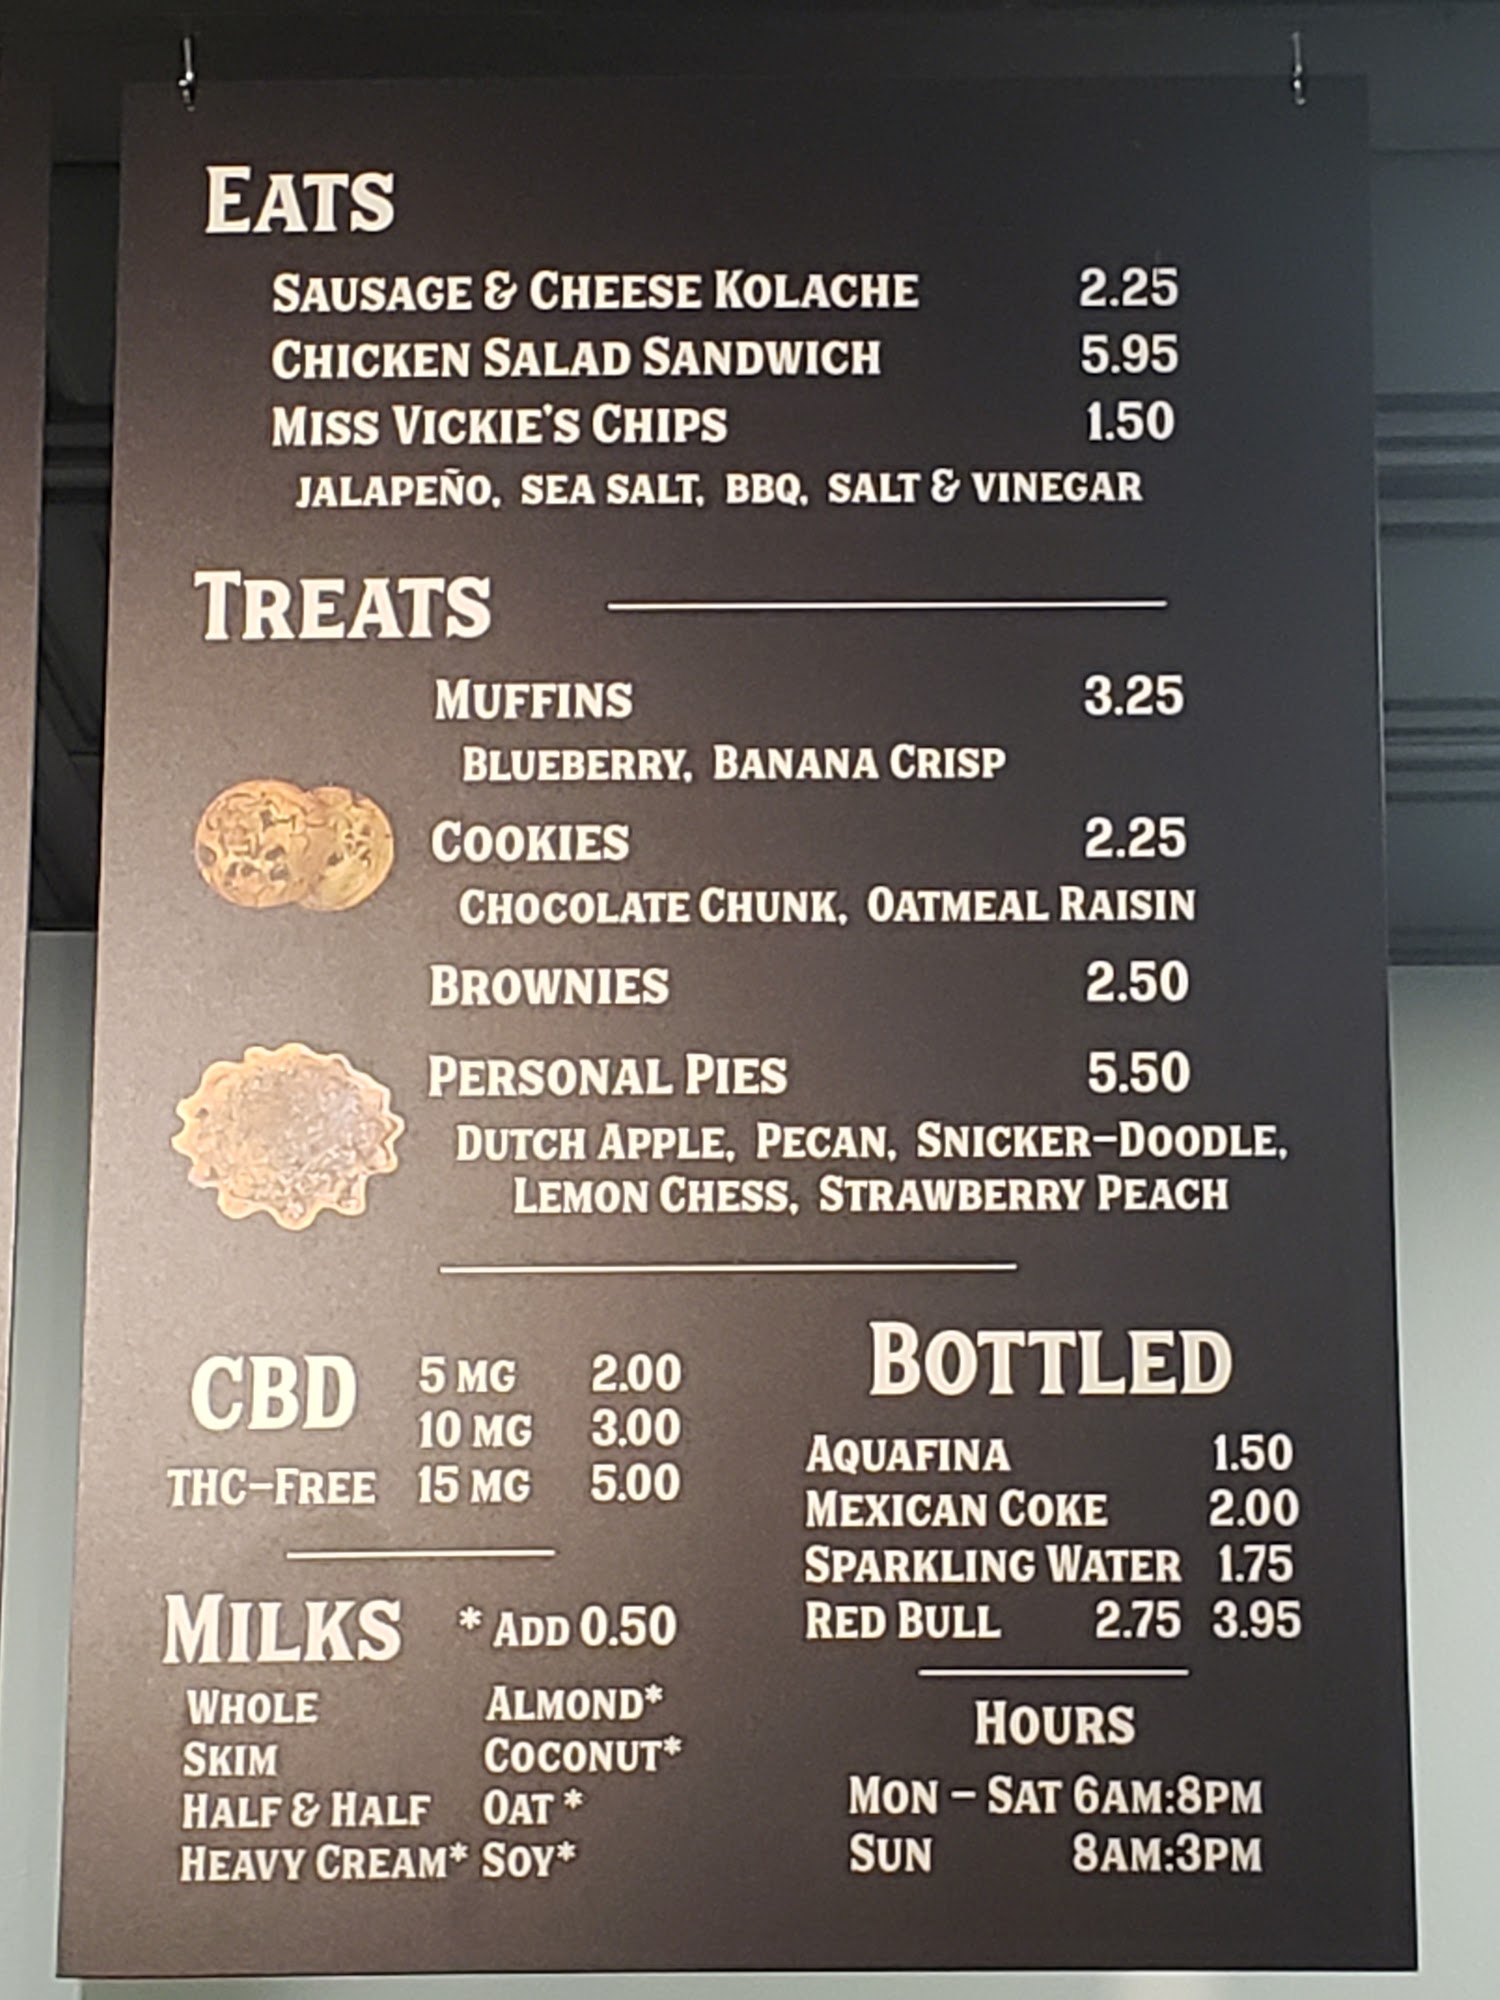 Eats
Sausage & Cheese Kolache 2.25
Chicken Salad Sandwich 5.95
Miss Vickie's Chips 1.50
jalapeño, sea salt, bbq, salt & vinegar
Treats
Muffins 3.25
Blueberry, Banana Crisp
Cookies 2.25
Chocolate Chunk, Oatmeal Raisin
Brownies 2.50
Personal Pies 5.50
Dutch Apple, Pecan, Snicker-Doodle,
Lemon Chess, Strawberry Peach
CBD
THC-Free
5 mg 2.00
10 mg 3.00
15 mg 5.00
Milks * Add 0.50
Whole Almond*
Skim Coconut*
Half & Half Oat *
Heavy Cream* Soy*
Bottled
Aquafina 1.50
Mexican Coke 2.00
Sparkling Water 1.75
Red Bull 2.75 3.95
Hours
Mon - Sat 6am:8pm
Sun 8am:3pm